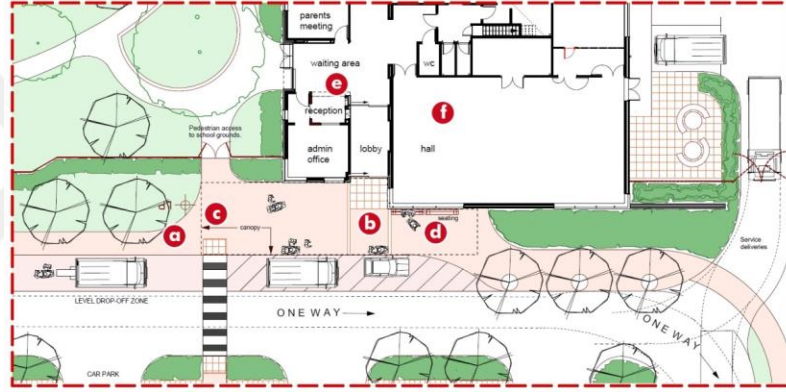 parents
meeting
waiting area
wc
e
f
reception
Pedestrian access
to school grounds.
admin
office
lobby
hall
c
b
seating
d
a
canopy
Service
deliveries
LEVEL DROP-OFF ZONE
ONE WAY
ONE WAY
CAR PARK